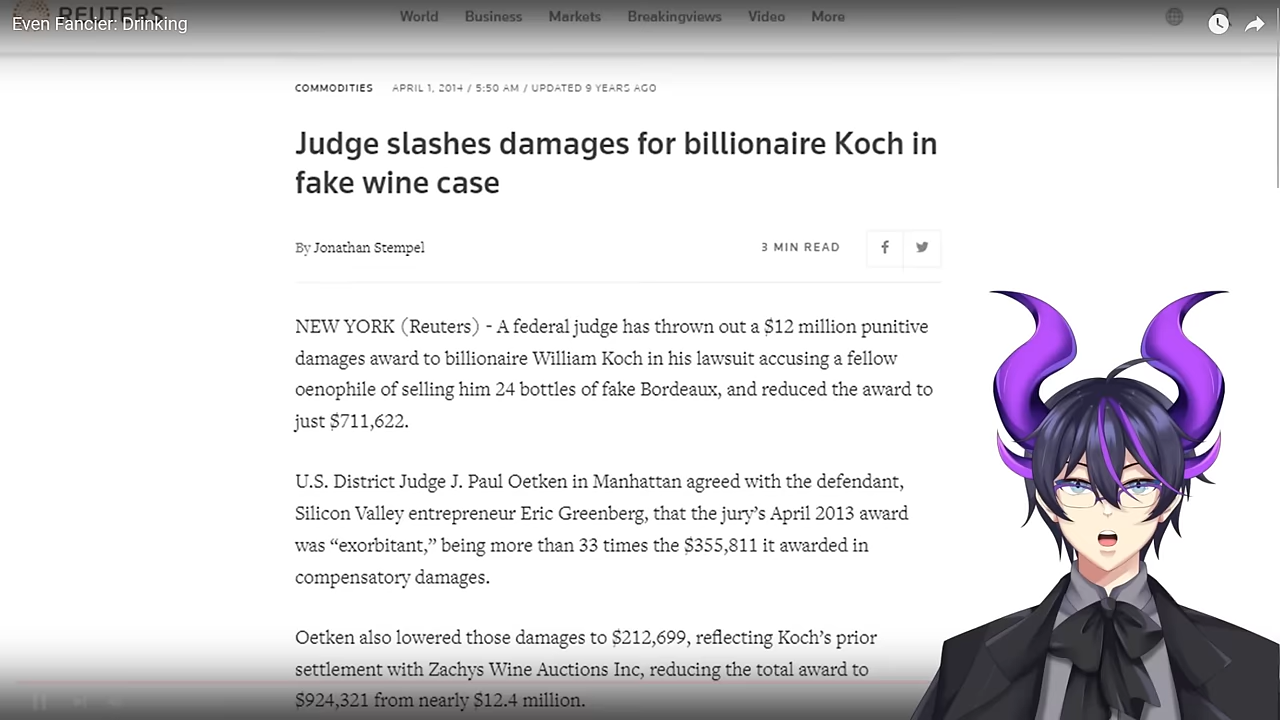 Even Fancier: Drinking
REUTERS
World Business Markets Breakingviews Video More
COMMODITIES APRIL 1, 2014 / 5:50 AM / UPDATED 9 YEARS AGO
Judge slashes damages for billionaire Koch in
fake wine case
By Jonathan Stempel
3 MIN READ
NEW YORK (Reuters) - A federal judge has thrown out a $12 million punitive
damages award to billionaire William Koch in his lawsuit accusing a fellow
oenophile of selling him 24 bottles of fake Bordeaux, and reduced the award to
just $711,622.
U.S. District Judge J. Paul Oetken in Manhattan agreed with the defendant,
Silicon Valley entrepreneur Eric Greenberg, that the jury’s April 2013 award
was “exorbitant,” being more than 33 times the $355,811 it awarded in
compensatory damages.
Oetken also lowered those damages to $212,699, reflecting Koch’s prior
settlement with Zachys Wine Auctions Inc, reducing the total award to
$924,321 from nearly $12.4 million.